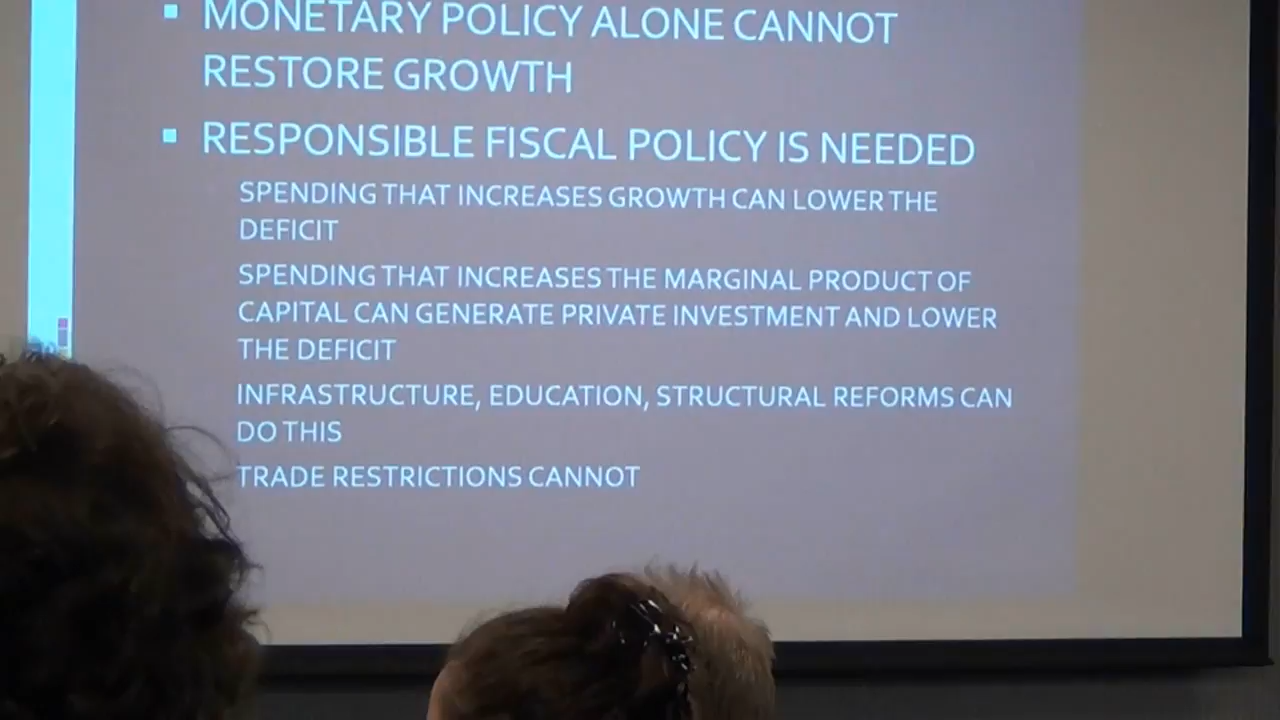 MONETARY POLICY ALONE CANNOT
RESTORE GROWTH
RESPONSIBLE FISCAL POLICY IS NEEDED
SPENDING THAT INCREASES GROWTH CAN LOWER THE
DEFICIT
SPENDING THAT INCREASES THE MARGINAL PRODUCT OF
CAPITAL CAN GENERATE PRIVATE INVESTMENT AND LOWER
THE DEFICIT
INFRASTRUCTURE, EDUCATION, STRUCTURAL REFORMS CAN
DO THIS
TRADE RESTRICTIONS CANNOT